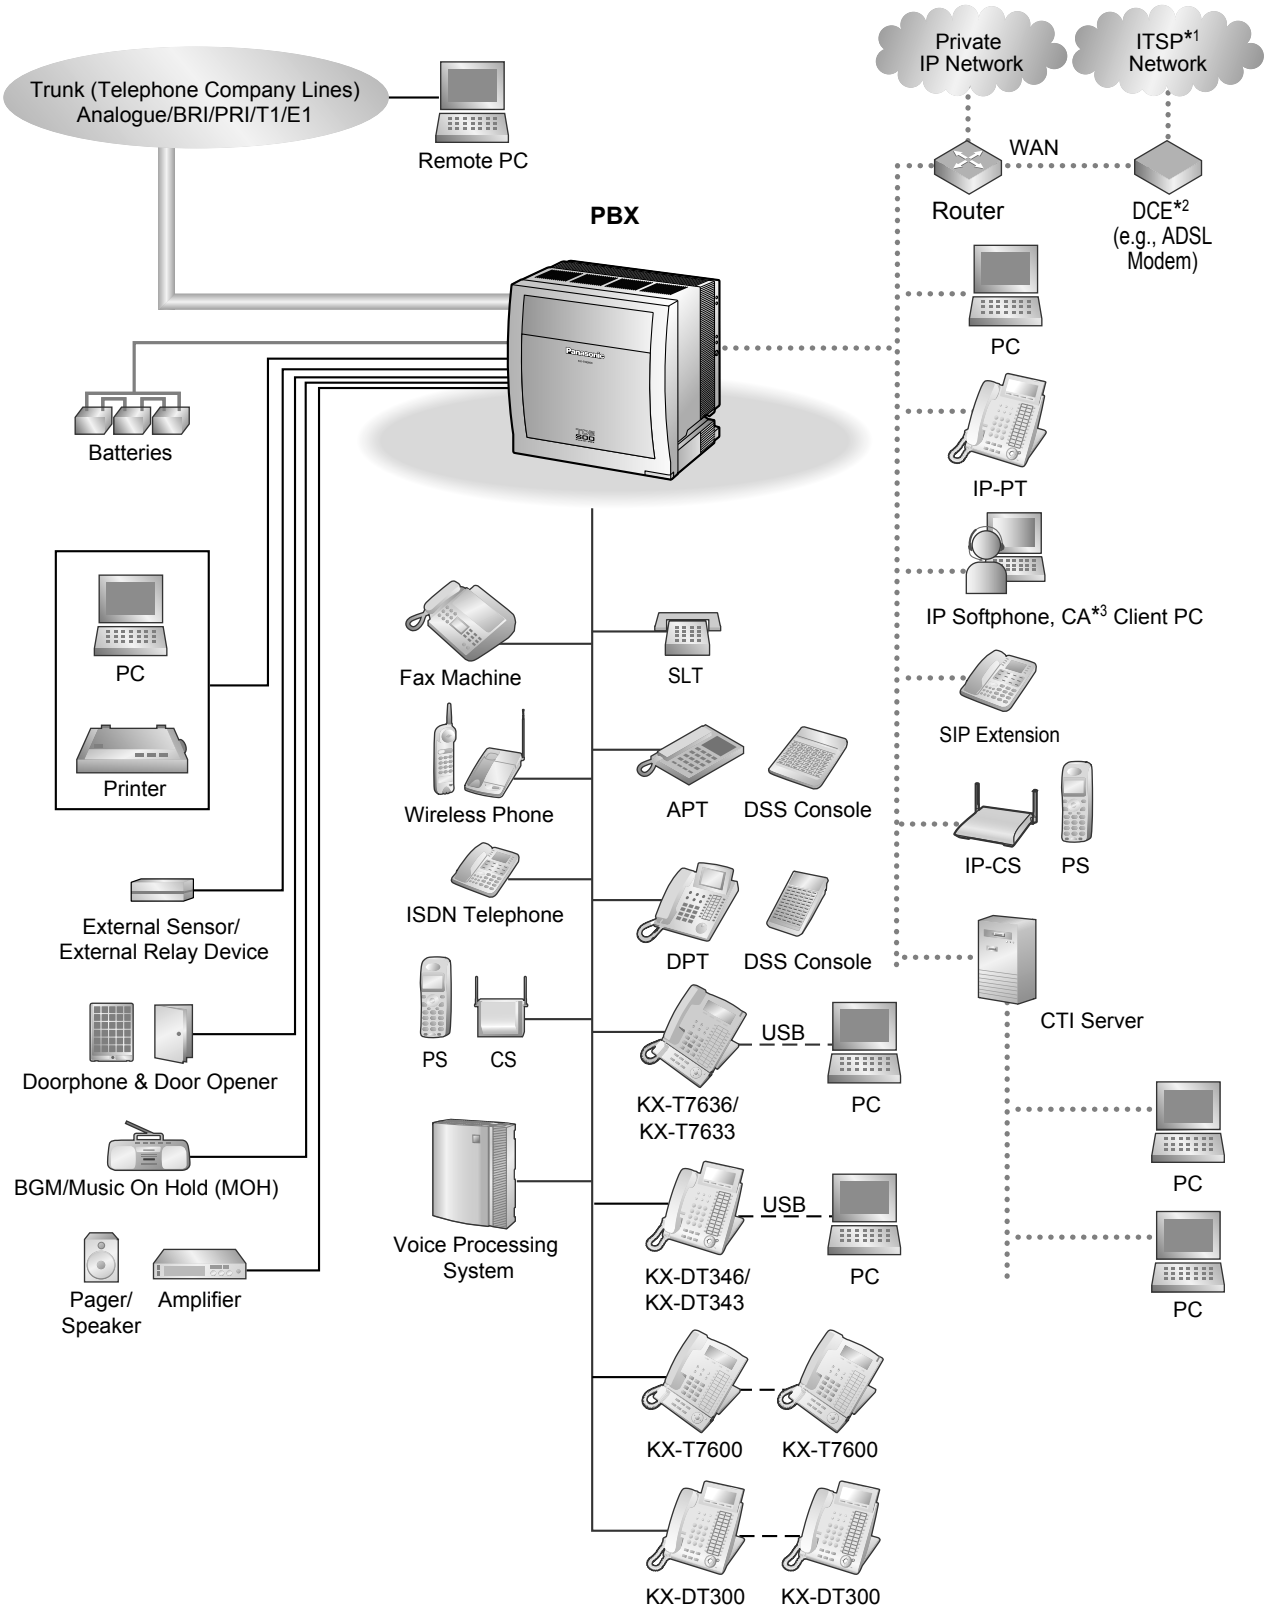 Private
IP Network
ITSP*1
Network
Trunk (Telephone Company Lines)
Analogue/BRI/PRI/T1/E1
Remote PC
WAN
Router
DCE*2
(e.g., ADSL
Modem)
PBX
Panasonic
TDE
600
PC
Batteries
IP-PT
IP Softphone, CA*3 Client PC
PC
Printer
Fax Machine
SLT
SIP Extension
Wireless Phone
APT
DSS Console
IP-CS
PS
ISDN Telephone
DPT
DSS Console
External Sensor/
External Relay Device
CTI Server
PS
CS
USB
KX-T7636/
KX-T7633
PC
Doorphone & Door Opener
BGM/Music On Hold (MOH)
PC
Voice Processing
System
USB
KX-DT346/
KX-DT343
PC
PC
Pager/
Speaker
Amplifier
KX-T7600
KX-T7600
KX-DT300
KX-DT300